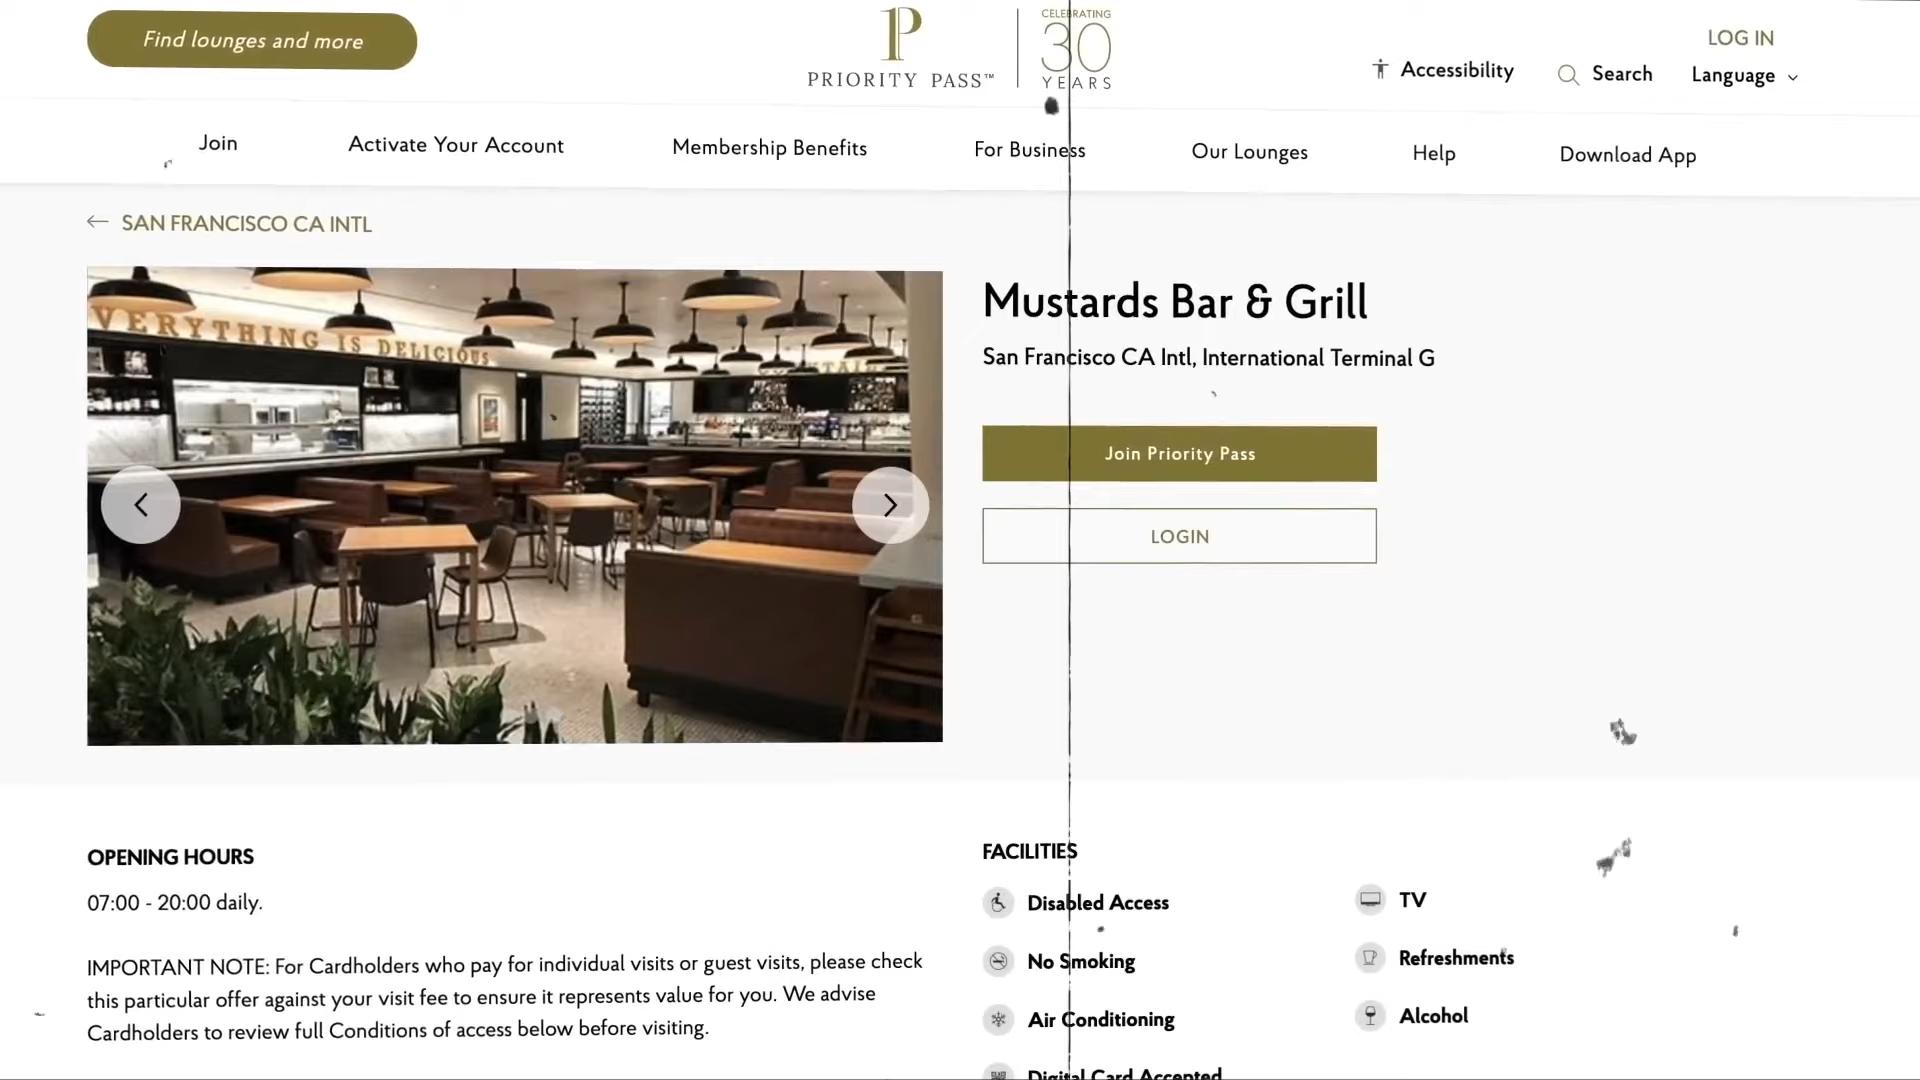 Find lounges and more
PRIORITY PASS™
CELEBRATING
30
YEARS
LOG IN
Accessibility
Search
Language
Join
Activate Your Account
Membership Benefits
For Business
Our Lounges
Help
Download App
SAN FRANCISCO CA INTL
VERYTHING IS DELICIOUS
Mustards Bar & Grill
San Francisco CA Intl, International Terminal G
Join Priority Pass
LOGIN
OPENING HOURS
07:00 - 20:00 daily.
IMPORTANT NOTE: For Cardholders who pay for individual visits or guest visits, please check
this particular offer against your visit fee to ensure it represents value for you. We advise
Cardholders to review full Conditions of access below before visiting.
FACILITIES
Disabled Access
No Smoking
Air Conditioning
Digital Card Accepted
TV
Refreshments
Alcohol